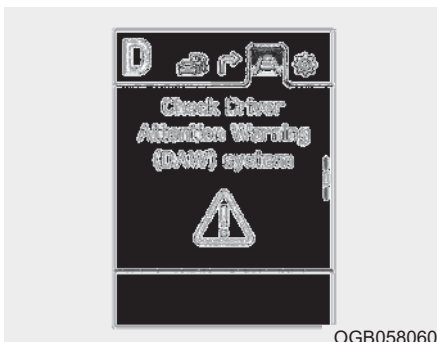 D
Check Driver
Attention Warning
(DAW) system
OGB058060